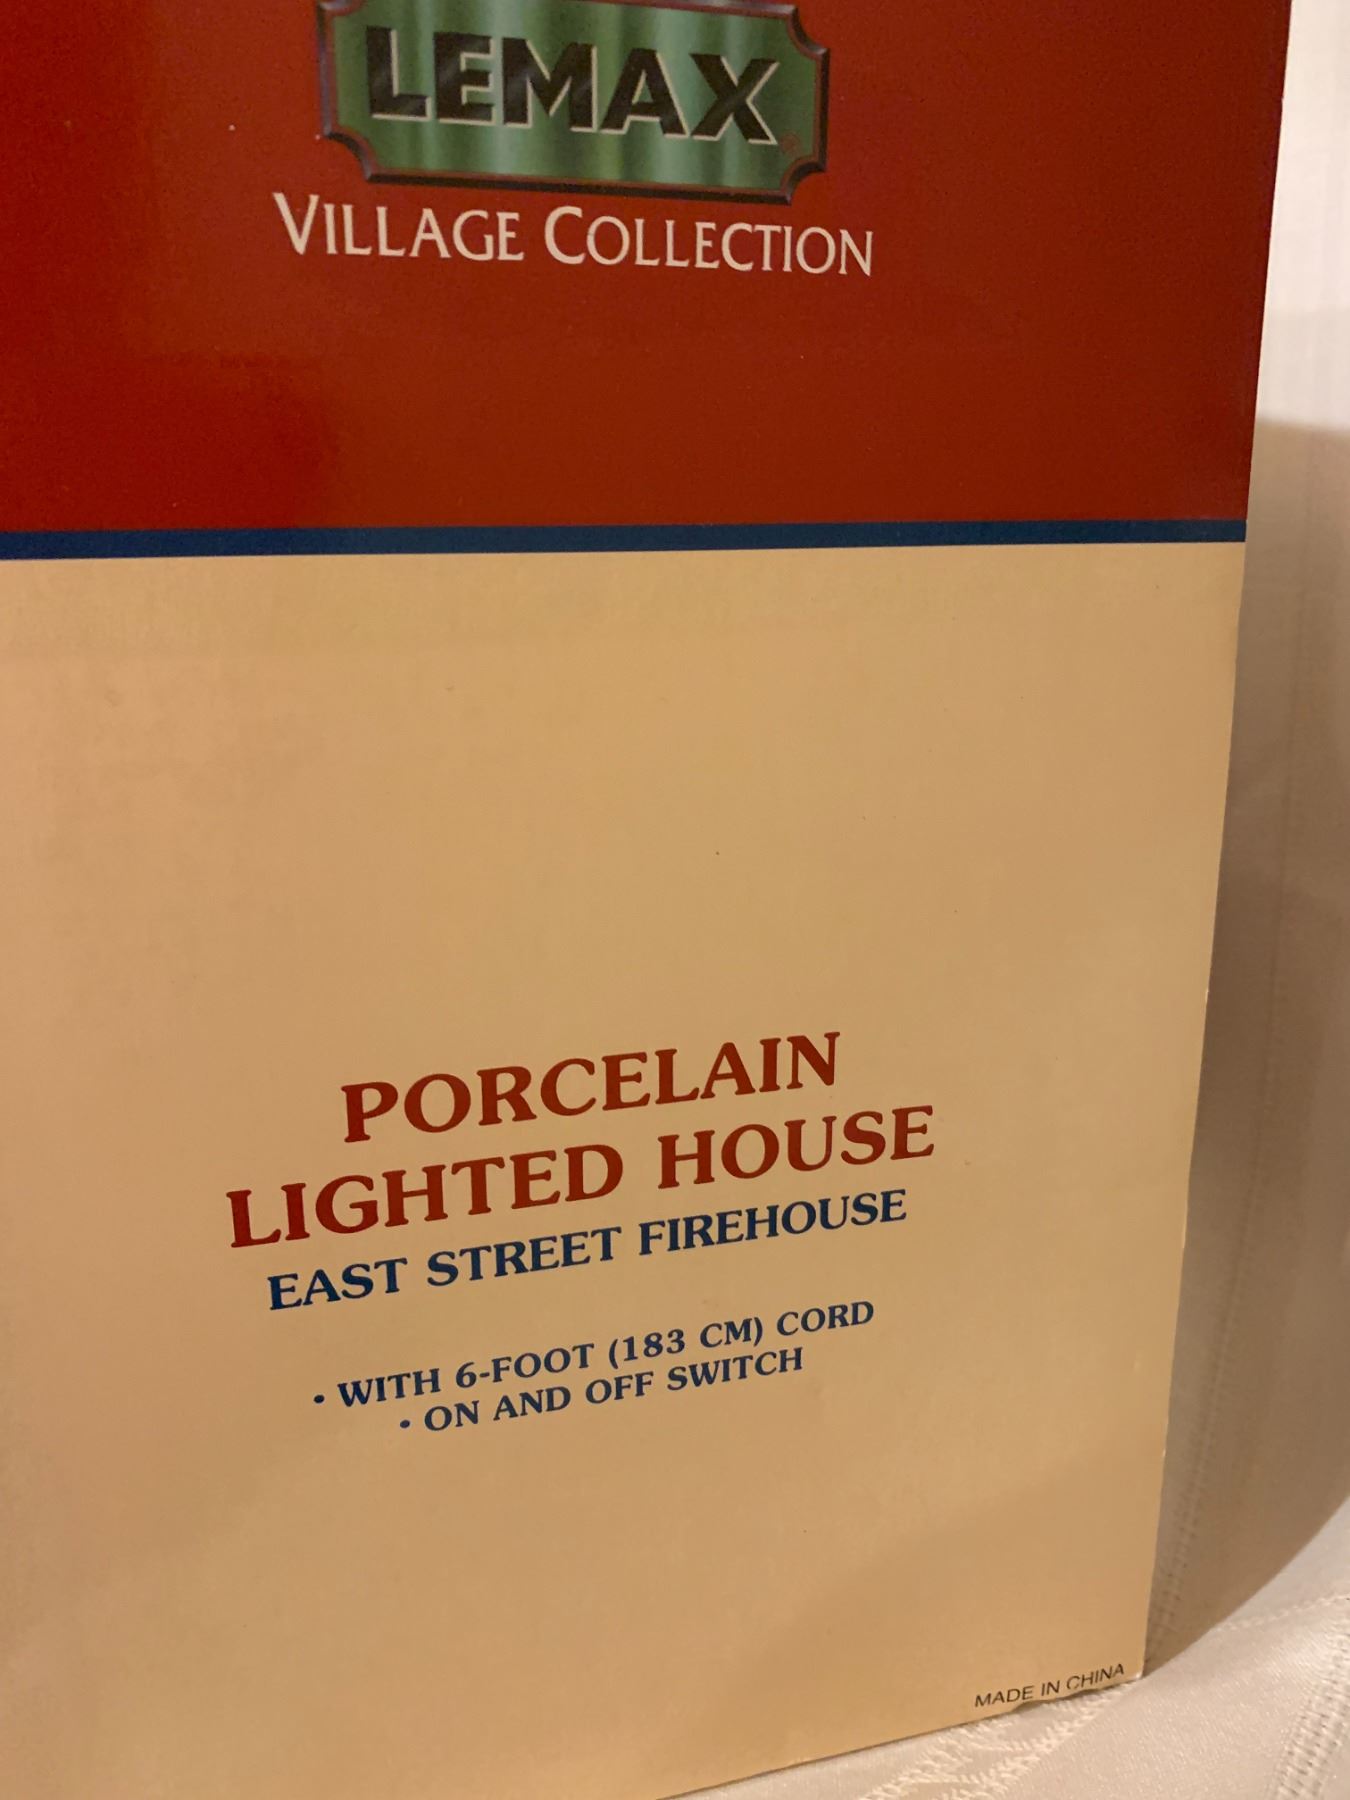 LEMAX
VILLAGE COLLECTION
PORCELAIN
LIGHTED HOUSE
EAST STREET FIREHOUSE
• WITH 6-FOOT (183 CM) CORD
• ON AND OFF SWITCH
MADE IN CHINA